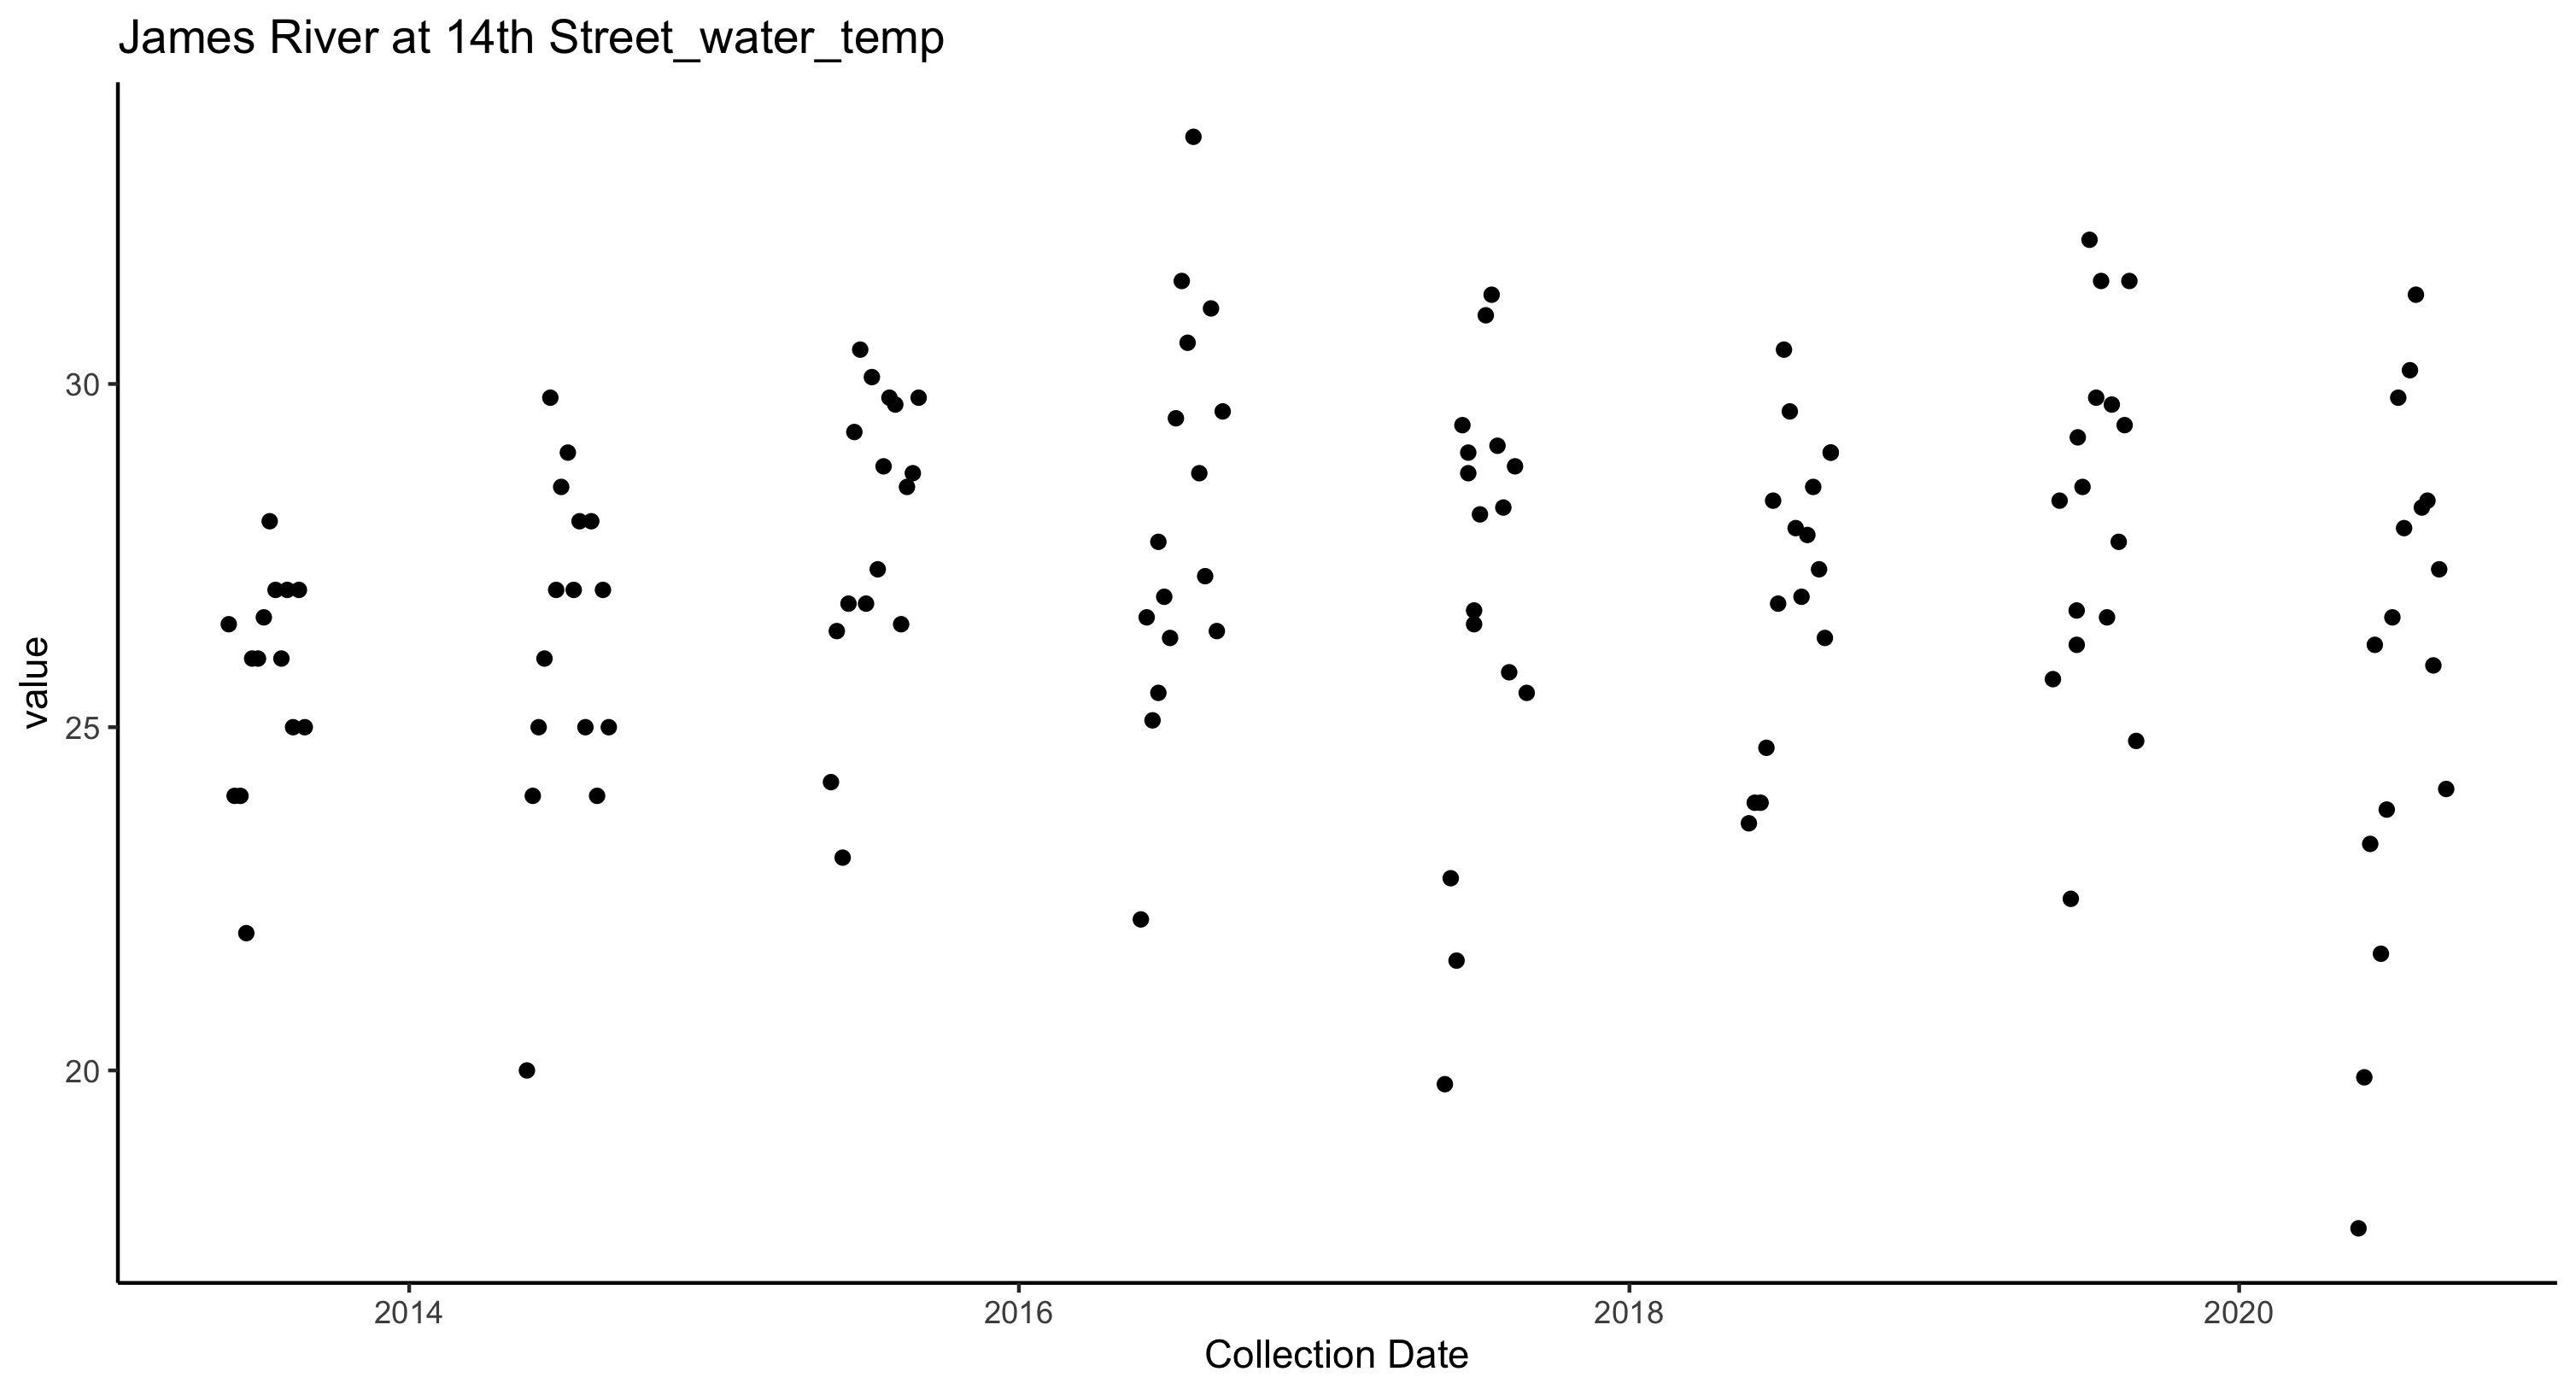 James River at 14th Street_water_temp
value
30
25
20
2014 2016 2018 2020
Collection Date